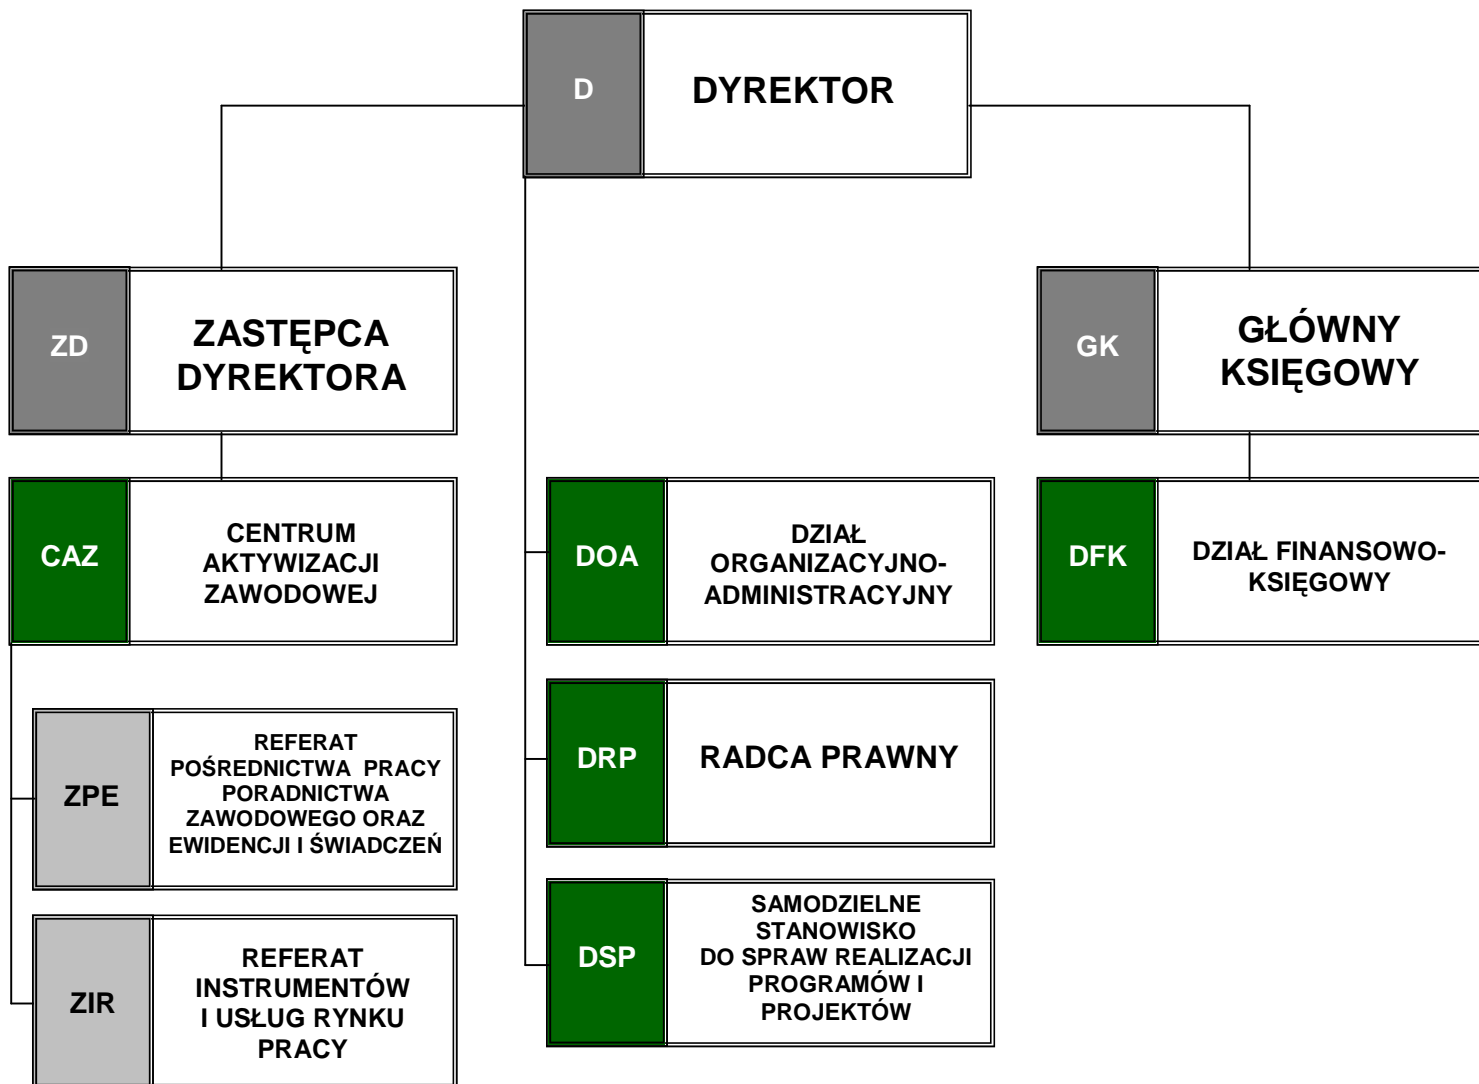 D
DYREKTOR
ZD
ZASTĘPCA
DYREKTORA
GK
GŁÓWNY
KSIĘGOWY
CAZ
CENTRUM
AKTYWIZACJI
ZAWODOWEJ
DOA
DZIAŁ
ORGANIZACYJNO-
ADMINISTRACYJNY
DFK
DZIAŁ FINANSOWO-
KSIĘGOWY
ZPE
REFERAT
POŚREDNICTWA PRACY
PORADNICTWA
ZAWODOWEGO ORAZ
EWIDENCJI I ŚWIADCZEŃ
DRP
RADCA PRAWNY
ZIR
REFERAT
INSTRUMENTÓW
I USŁUG RYNKU
PRACY
DSP
SAMODZIELNE
STANOWISKO
DO SPRAW REALIZACJI
PROGRAMÓW I
PROJEKTÓW